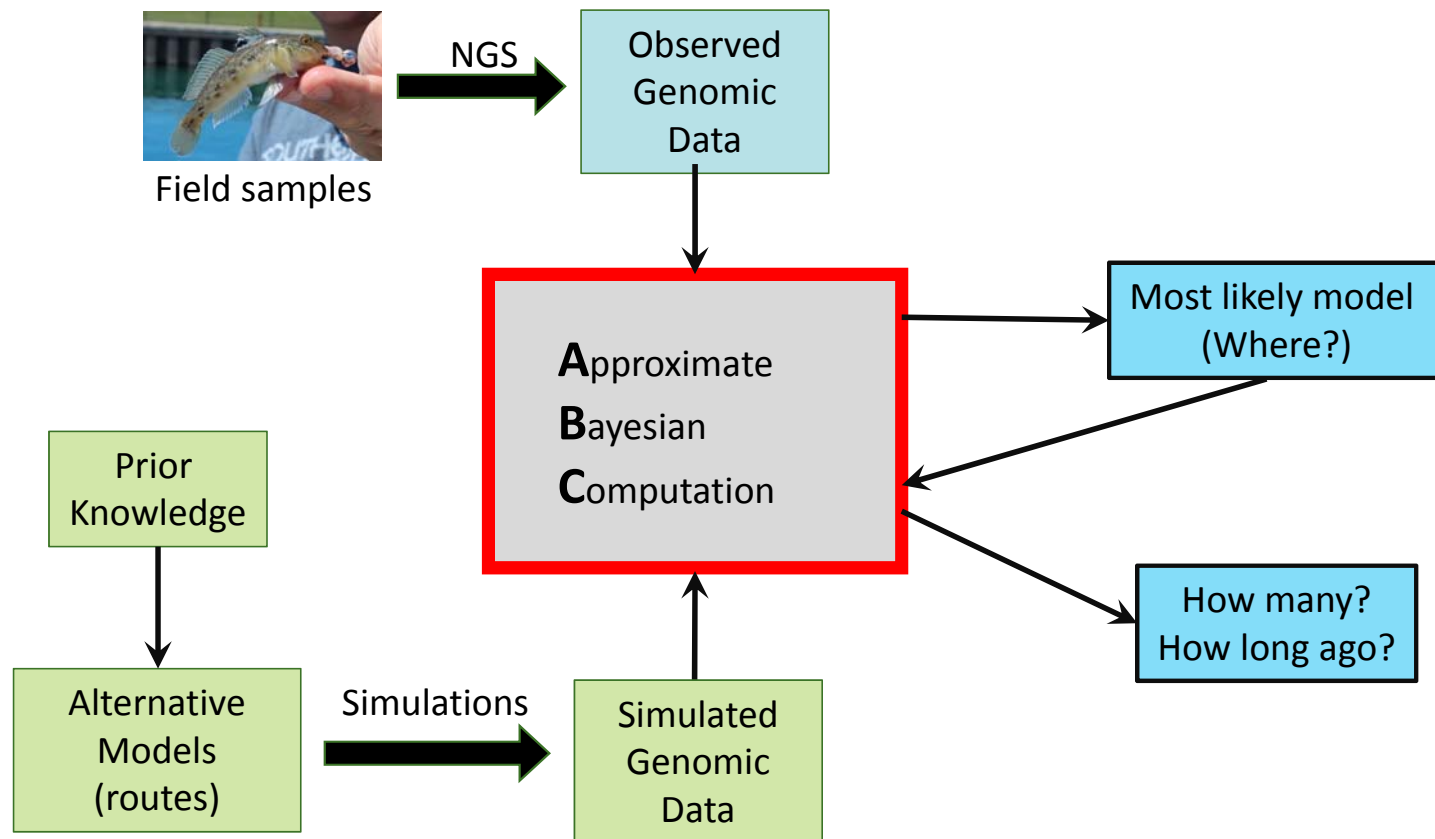 NGS
Observed
Genomic
Data
Field samples
Approximate
Bayesian
Computation
Most likely model
(Where?)
Prior
Knowledge
How many?
How long ago?
Alternative
Models
(routes)
Simulations
Simulated
Genomic
Data